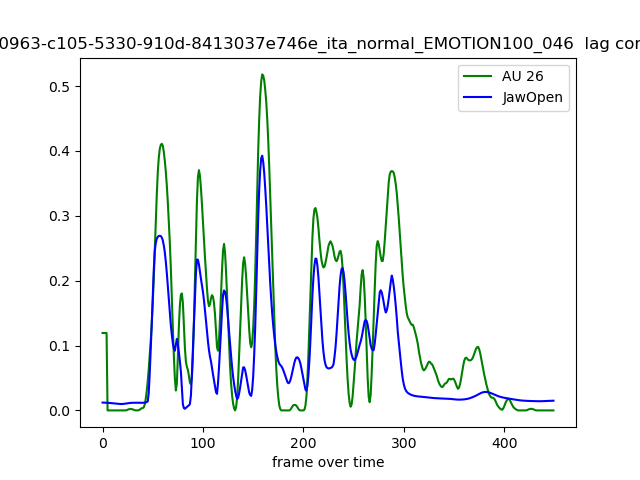 0963-c105-5330-910d-8413037e746e_ita_normal_EMOTION100_046 lag cor
AU 26
JawOpen
0.5
0.4
0.3
0.2
0.1
0.0
0 100 200 300 400
frame over time